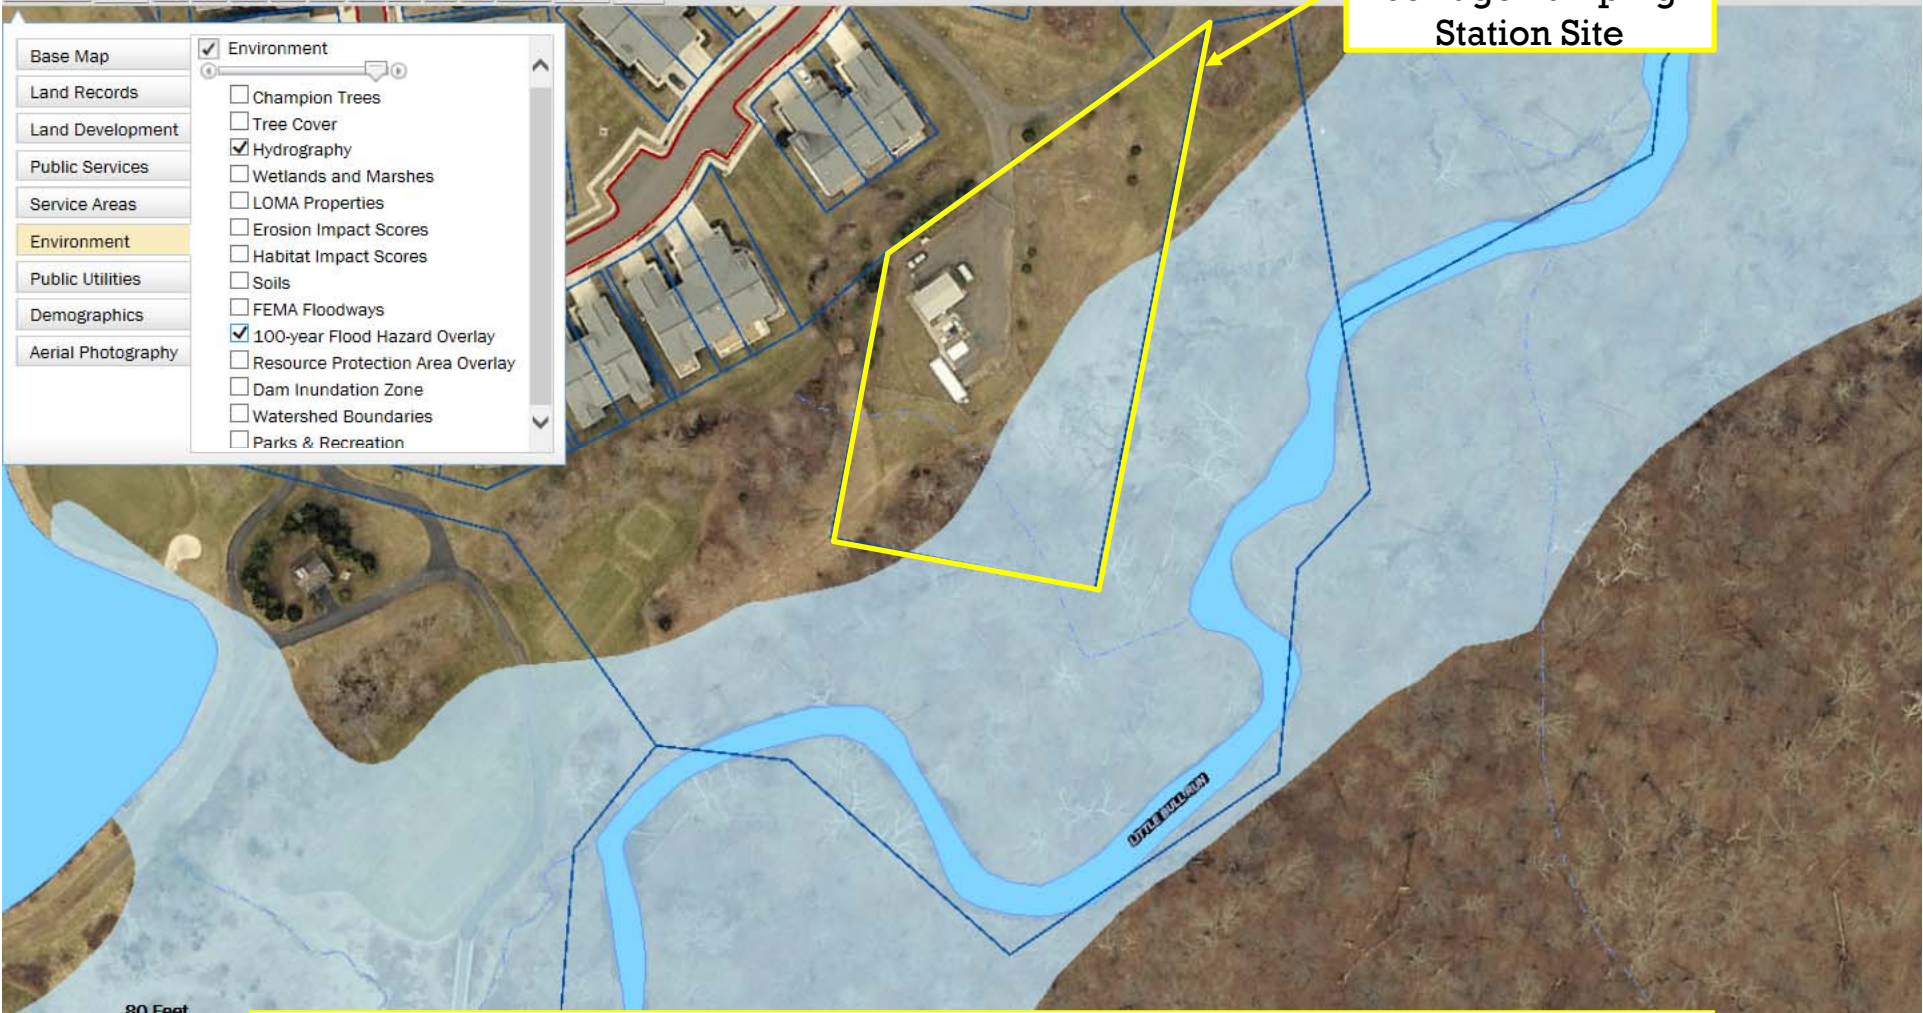 Station Site
Base Map
Land Records
Land Development
Public Services
Service Areas
Environment
Public Utilities
Demographics
Aerial Photography
Environment
Champion Trees
Tree Cover
Hydrography
Wetlands and Marshes
LOMA Properties
Erosion Impact Scores
Habitat Impact Scores
Soils
FEMA Floodways
100-year Flood Hazard Overlay
Resource Protection Area Overlay
Dam Inundation Zone
Watershed Boundaries
Parks & Recreation
LITTLE BULL RUN
80 Feet